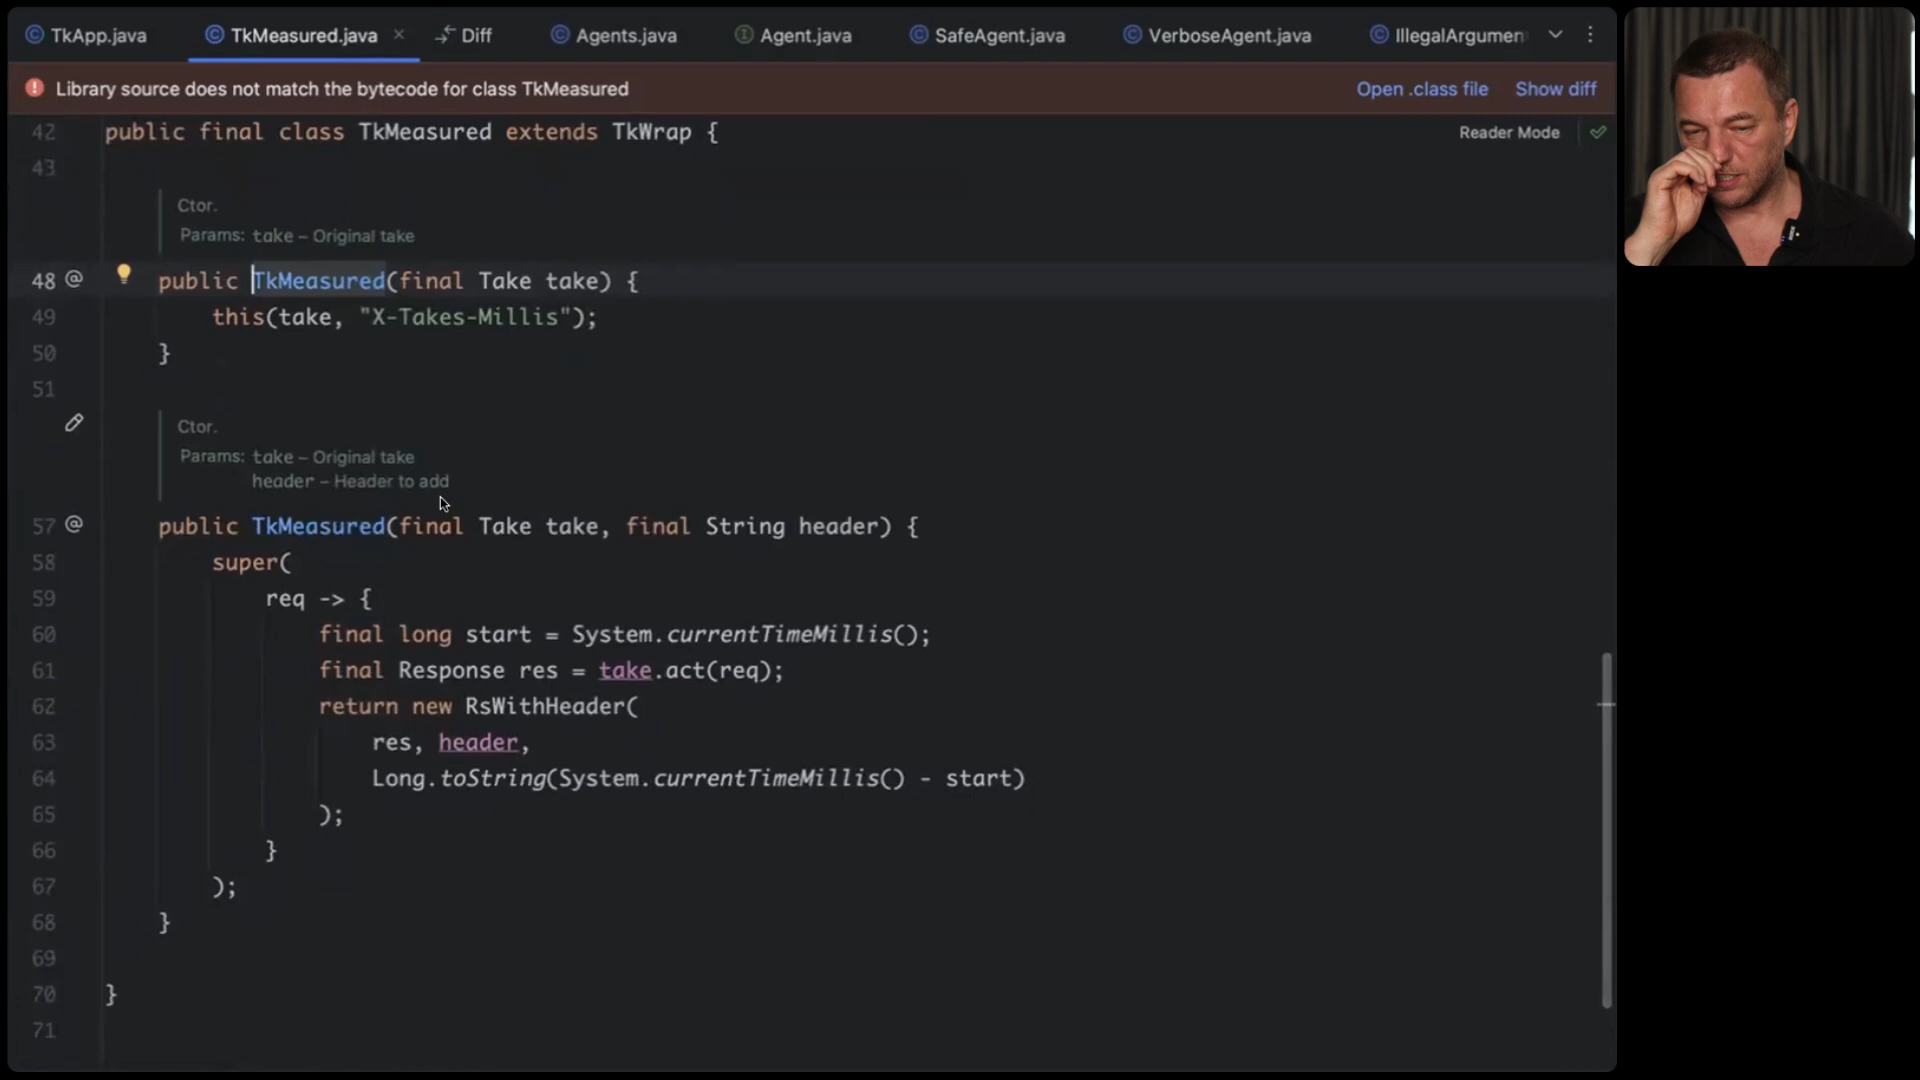 TkApp.java TkMeasured.java Diff Agents.java Agent.java SafeAgent.java VerboseAgent.java IllegalArgumen
Library source does not match the bytecode for class TkMeasured Open .class file Show diff
42 public final class TkMeasured extends TkWrap { Reader Mode
43
Ctor.
Params: take – Original take
48 @ public TkMeasured(final Take take) {
49 this(take, "X-Takes-Millis");
50 }
51
Ctor.
Params: take – Original take
header – Header to add
57 @ public TkMeasured(final Take take, final String header) {
58 super(
59 req -> {
60 final long start = System.currentTimeMillis();
61 final Response res = take.act(req);
62 return new RsWithHeader(
63 res, header,
64 Long.toString(System.currentTimeMillis() - start)
65 );
66 }
67 );
68 }
69
70 }
71